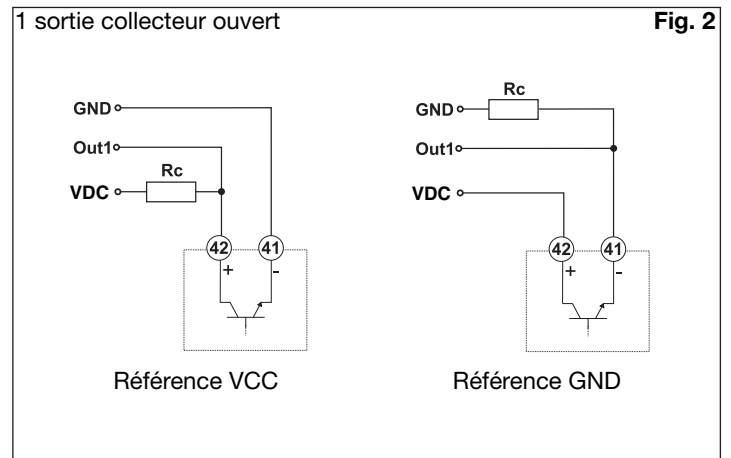 1 sortie collecteur ouvert Fig. 2
GND
Out1
Rc
VDC
42 41
+ -
Référence VCC
Rc
GND
Out1
VDC
42 41
+ -
Référence GND